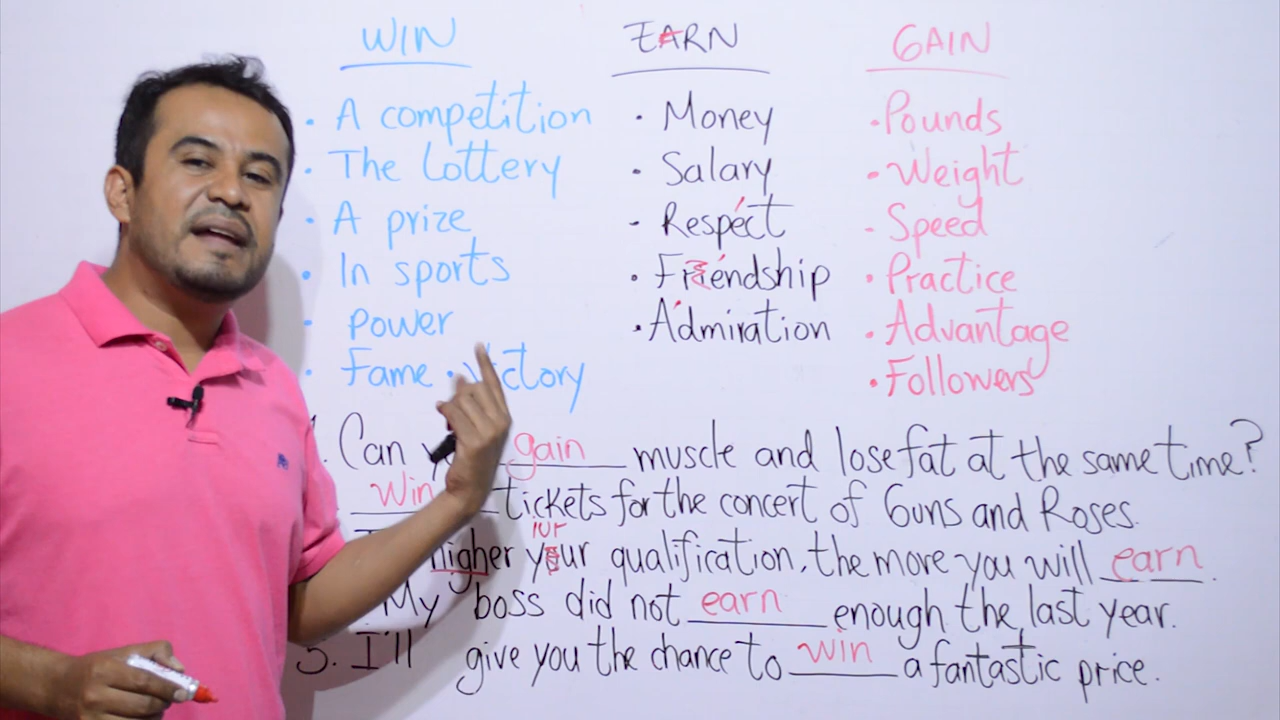 WIN
EARN
GAIN
• A competition
• The Lottery
• A prize
• In sports
• Power
• Fame • Victory
• Money
• Salary
• Respect
• Friendship
• Admiration
• Pounds
• Weight
• Speed
• Practice
• Advantage
• Followers
Can gain muscle and lose fat at the same time?
Win tickets for the concert of Guns and Roses.
higher your qualification, the more you will earn.
My boss did not earn enough the last year.
I'll give you the chance to win a fantastic price.